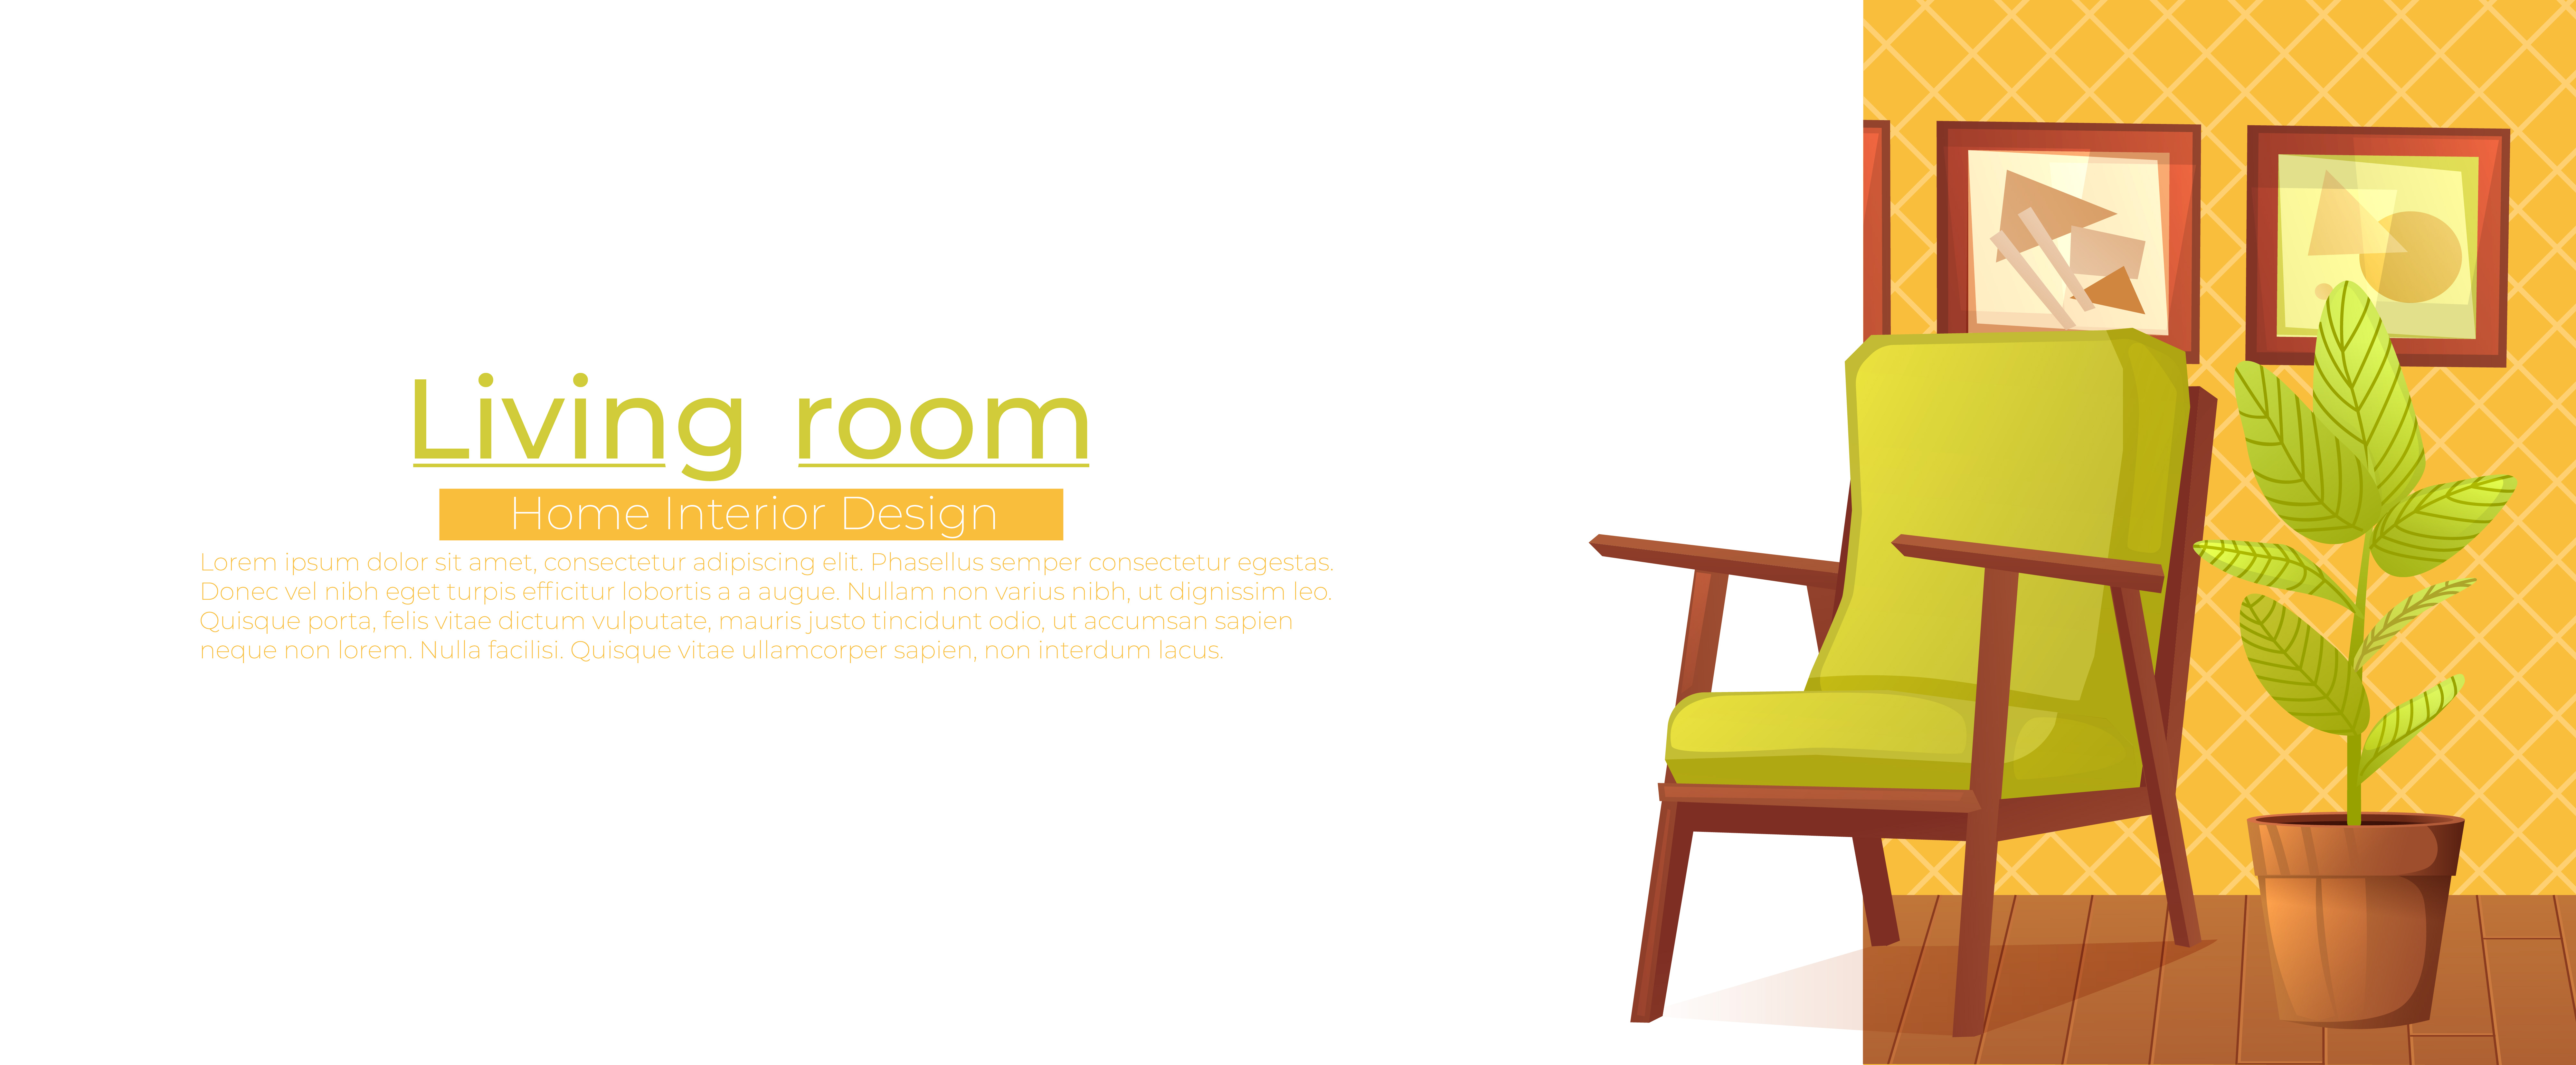 Living room
Home Interior Design
Lorem ipsum dolor sit amet, consectetur adipiscing elit. Phasellus semper consectetur egestas.
Donec vel nibh eget turpis efficitur lobortis a a augue. Nullam non varius nibh, ut dignissim leo.
Quisque porta, felis vitae dictum vulputate, mauris justo tincidunt odio, ut accumsan sapien
neque non lorem. Nulla facilisi. Quisque vitae ullamcorper sapien, non interdum lacus.